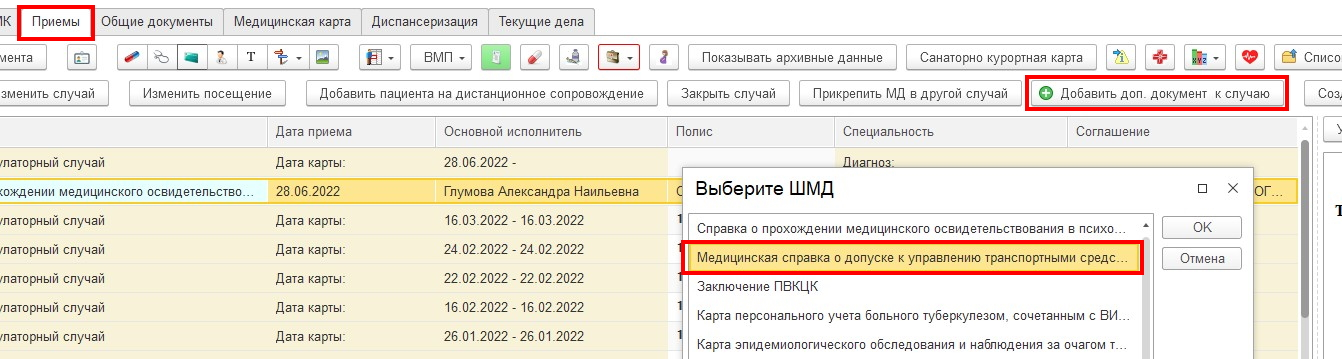 МК Приемы Общие документы Медицинская карта Диспансеризация Текущие дела
мента Т ВМП Показывать архивные данные Санаторно курортная карта XYZ Списо
зменить случай Изменить посещение Добавить пациента на дистанционное сопровождение Закрыть случай Прикрепить МД в другой случай Добавить доп. документ к случаю Созд
Дата приема Основной исполнитель Полис Специальность Соглашение
улаторный случай Дата карты: 28.06.2022 - Диагноз:
хождении медицинского освидетельство... 28.06.2022 Глумова Александра Наильевна ОГ...
улаторный случай Дата карты: 16.03.2022 - 16.03.2022
улаторный случай Дата карты: 24.02.2022 - 24.02.2022
улаторный случай Дата карты: 22.02.2022 - 22.02.2022
улаторный случай Дата карты: 16.02.2022 - 16.02.2022
улаторный случай Дата карты: 26.01.2022 - 26.01.2022
Выберите ШМД
Справка о прохождении медицинского освидетельствования в психо...
Медицинская справка о допуске к управлению транспортными средс...
Заключение ПВКЦК
Карта персонального учета больного туберкулезом, сочетанным с ВИ...
Карта эпидемиологического обследования и наблюдения за очагом т...
OK
Отмена